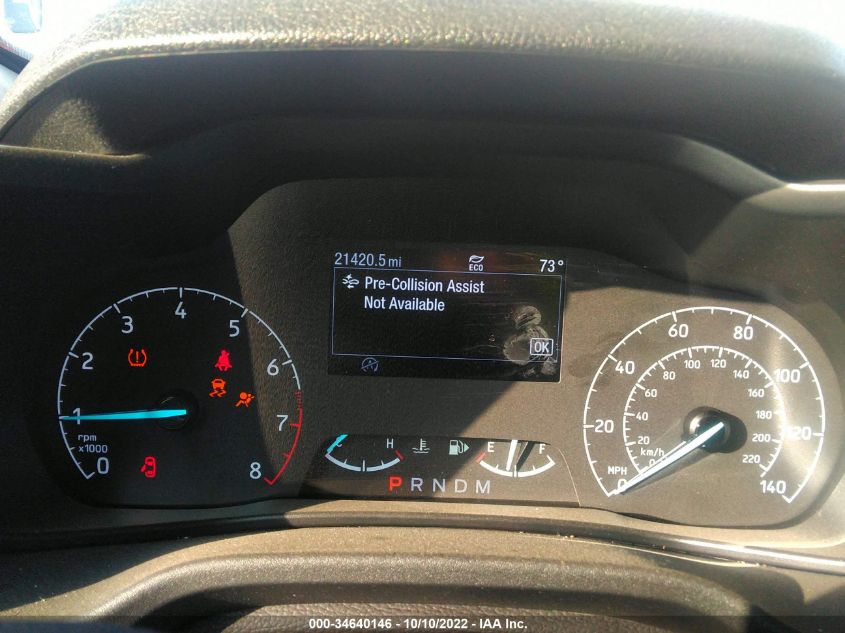 21420.5 mi ECO 73°
Pre-Collision Assist
Not Available
OK
0 1 2 3 4 5 6 7 8
rpm
x1000
C H E F
P R N D M
0 20 40 60 80 100 120 140
MPH
0 20 40 60 80 100 120 140 160 180 200 220
km/h
000-34640146 - 10/10/2022 - IAA Inc.